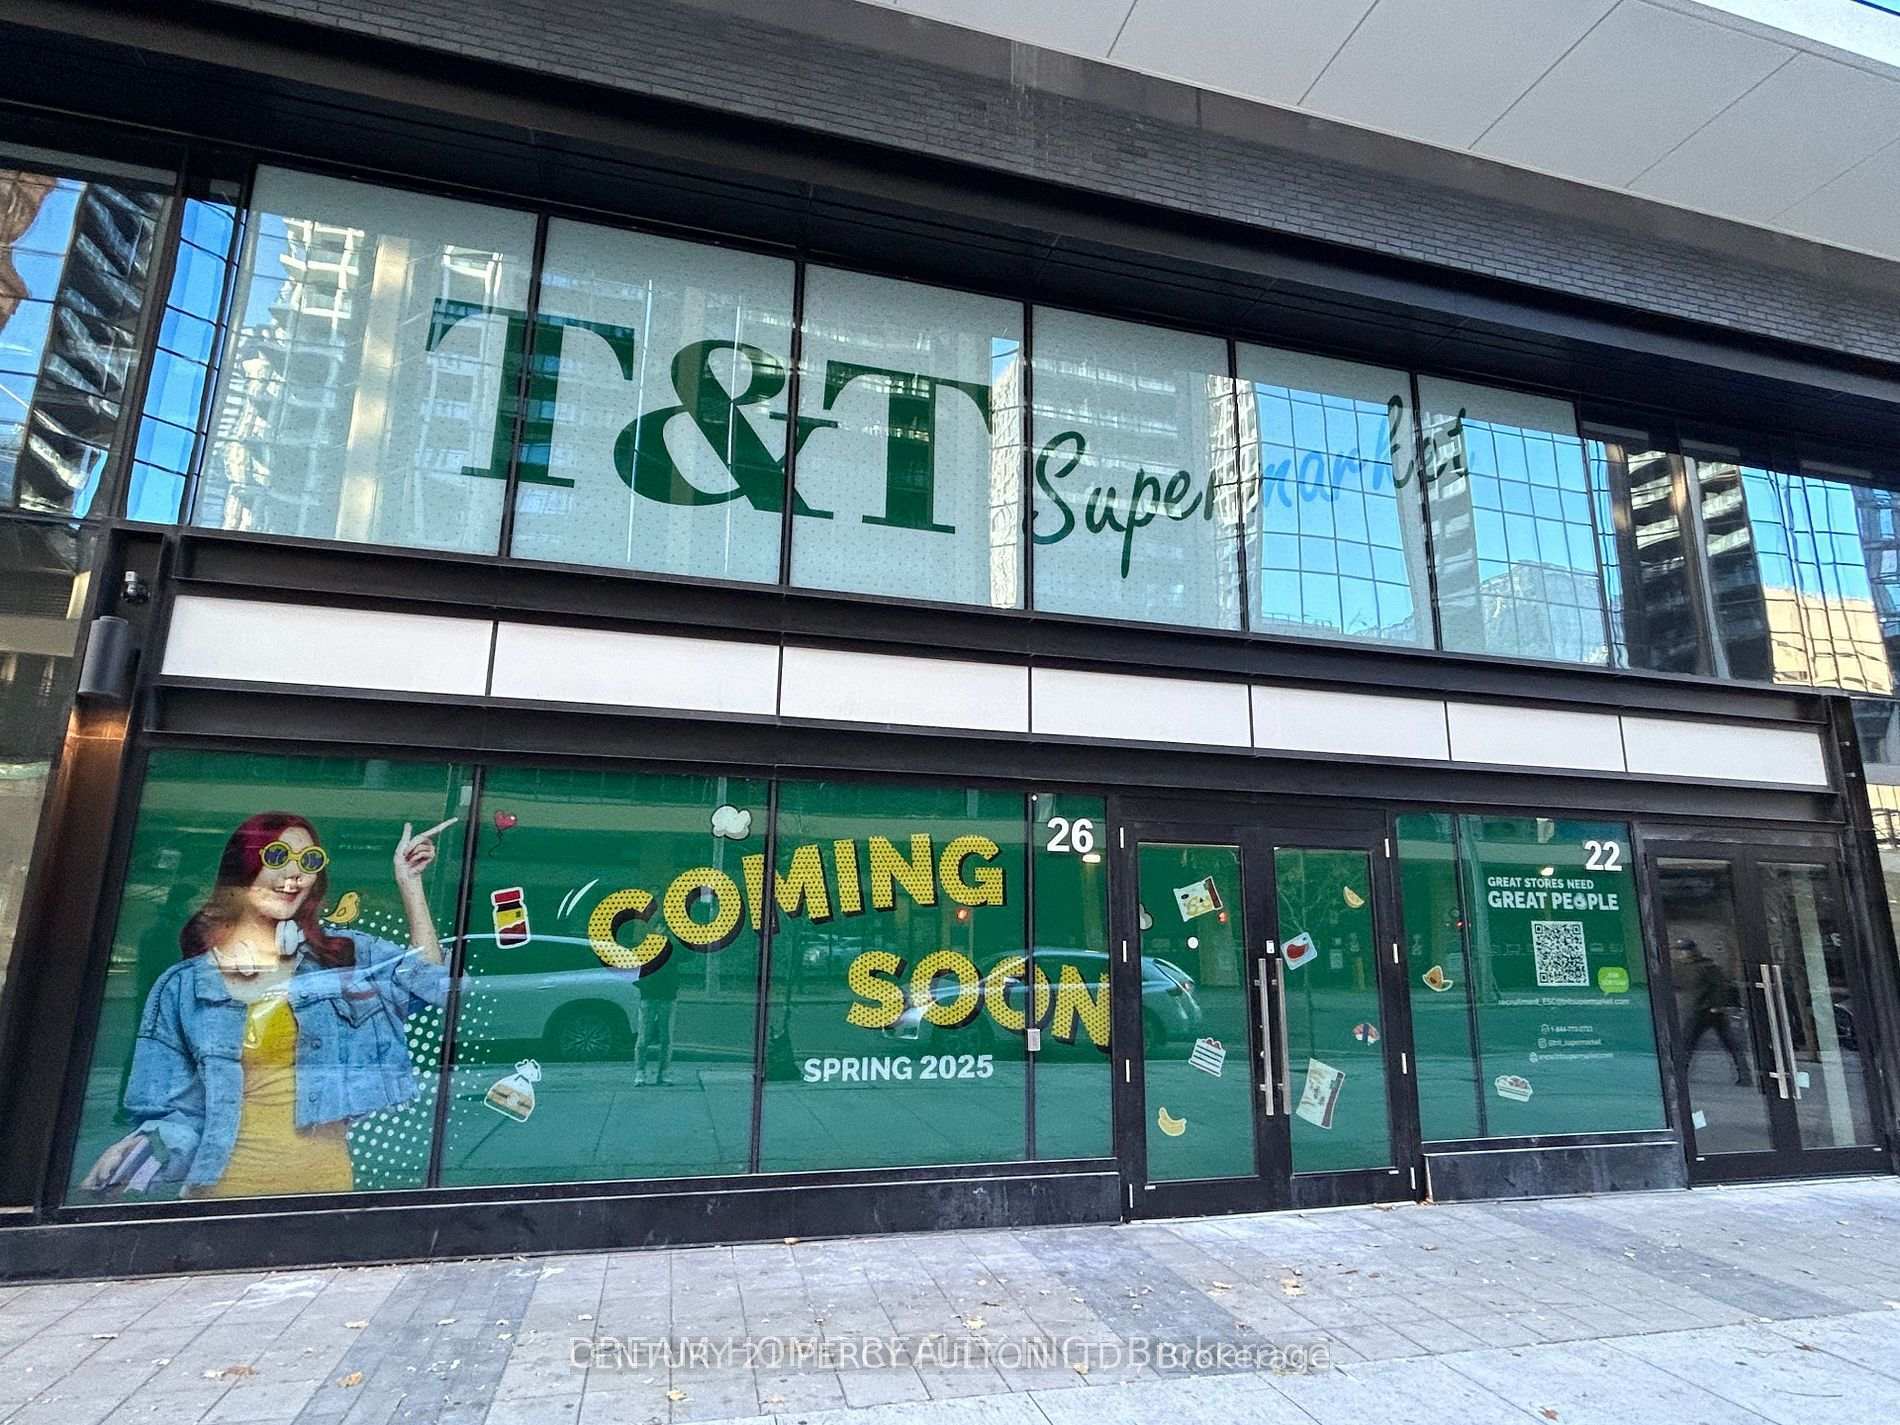 T&T Supermarket
COMING
SOON
SPRING 2025
26
22
GREAT STORES NEED
GREAT PEOPLE